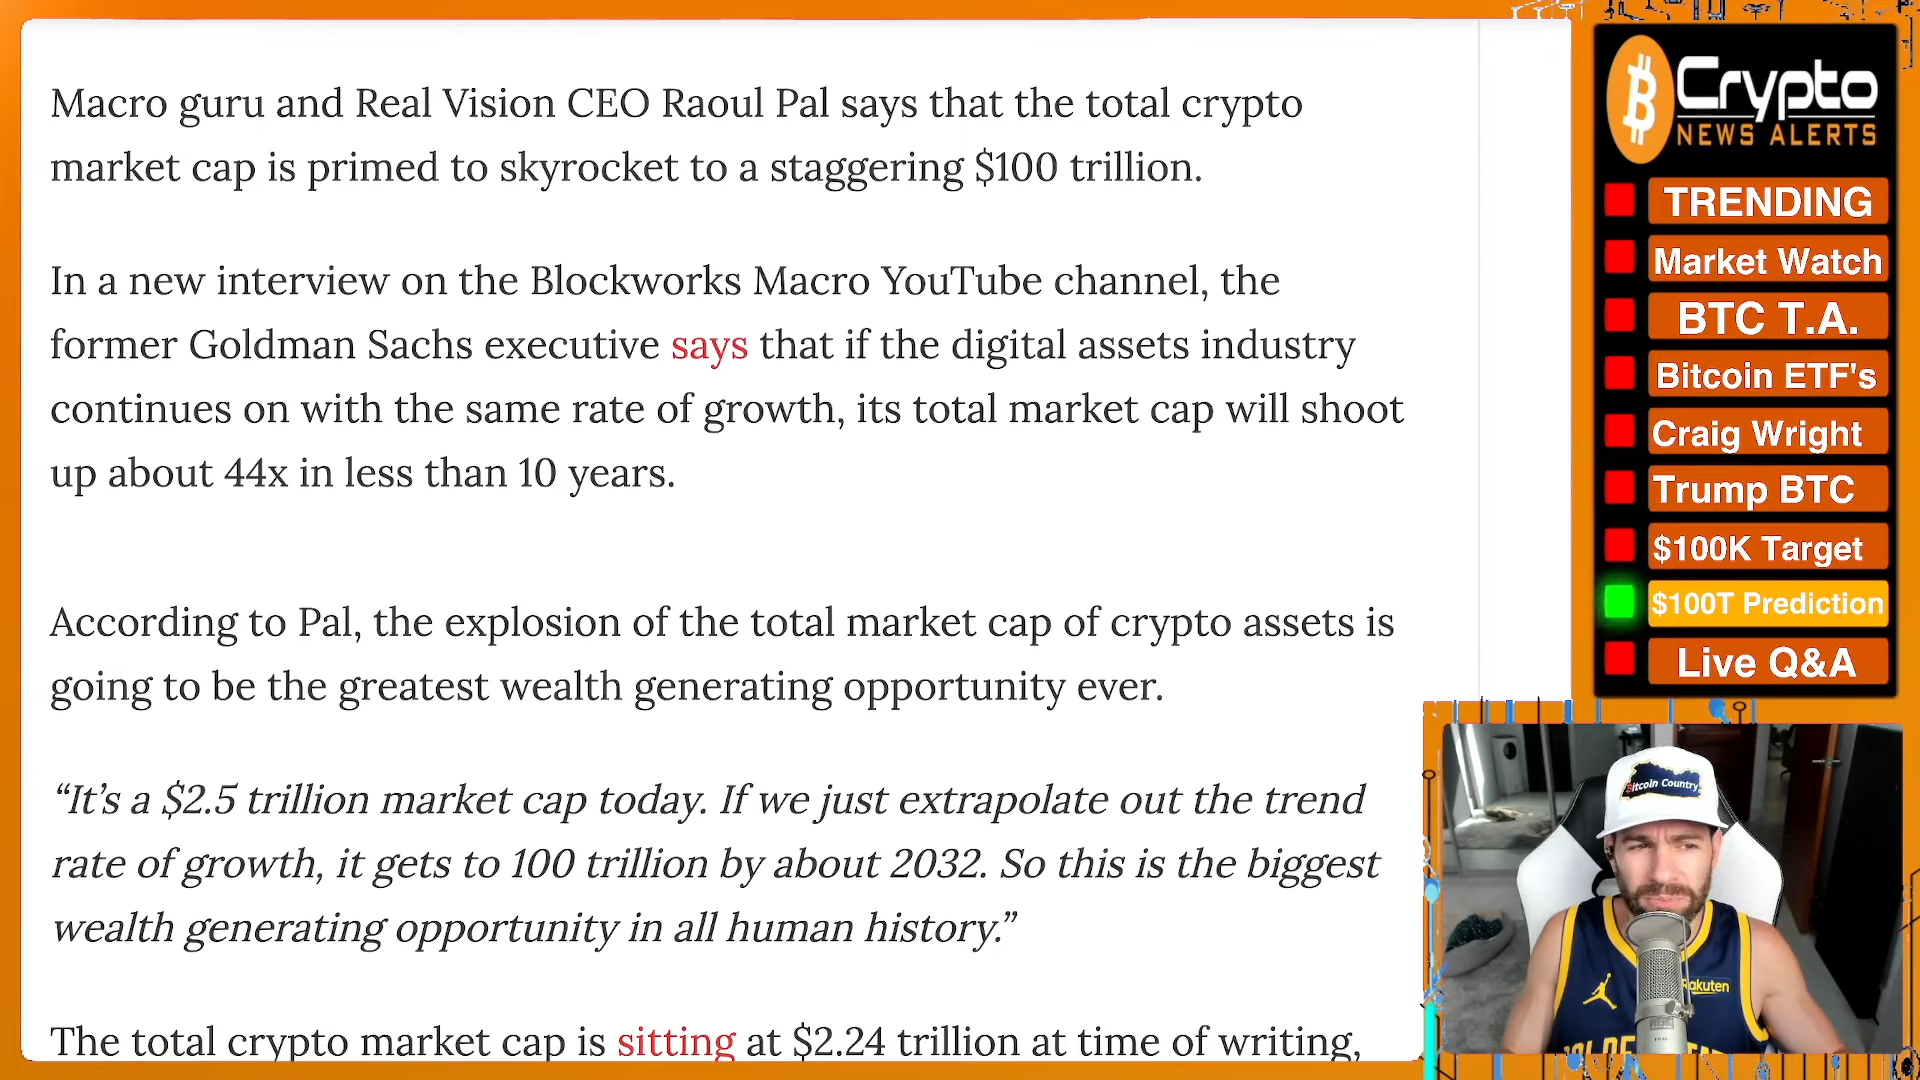 Macro guru and Real Vision CEO Raoul Pal says that the total crypto
market cap is primed to skyrocket to a staggering $100 trillion.
In a new interview on the Blockworks Macro YouTube channel, the
former Goldman Sachs executive says that if the digital assets industry
continues on with the same rate of growth, its total market cap will shoot
up about 44x in less than 10 years.
According to Pal, the explosion of the total market cap of crypto assets is
going to be the greatest wealth generating opportunity ever.
“It’s a $2.5 trillion market cap today. If we just extrapolate out the trend
rate of growth, it gets to 100 trillion by about 2032. So this is the biggest
wealth generating opportunity in all human history.”
The total crypto market cap is sitting at $2.24 trillion at time of writing,
Crypto
NEWS ALERTS
TRENDING
Market Watch
BTC T.A.
Bitcoin ETF's
Craig Wright
Trump BTC
$100K Target
$100T Prediction
Live Q&A
Bitcoin Country
Rakuten